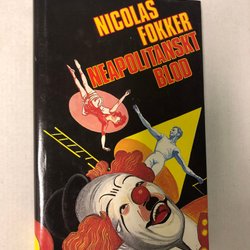 NICOLAS
FOKKER
NEAPOLITANSKT
BLOD